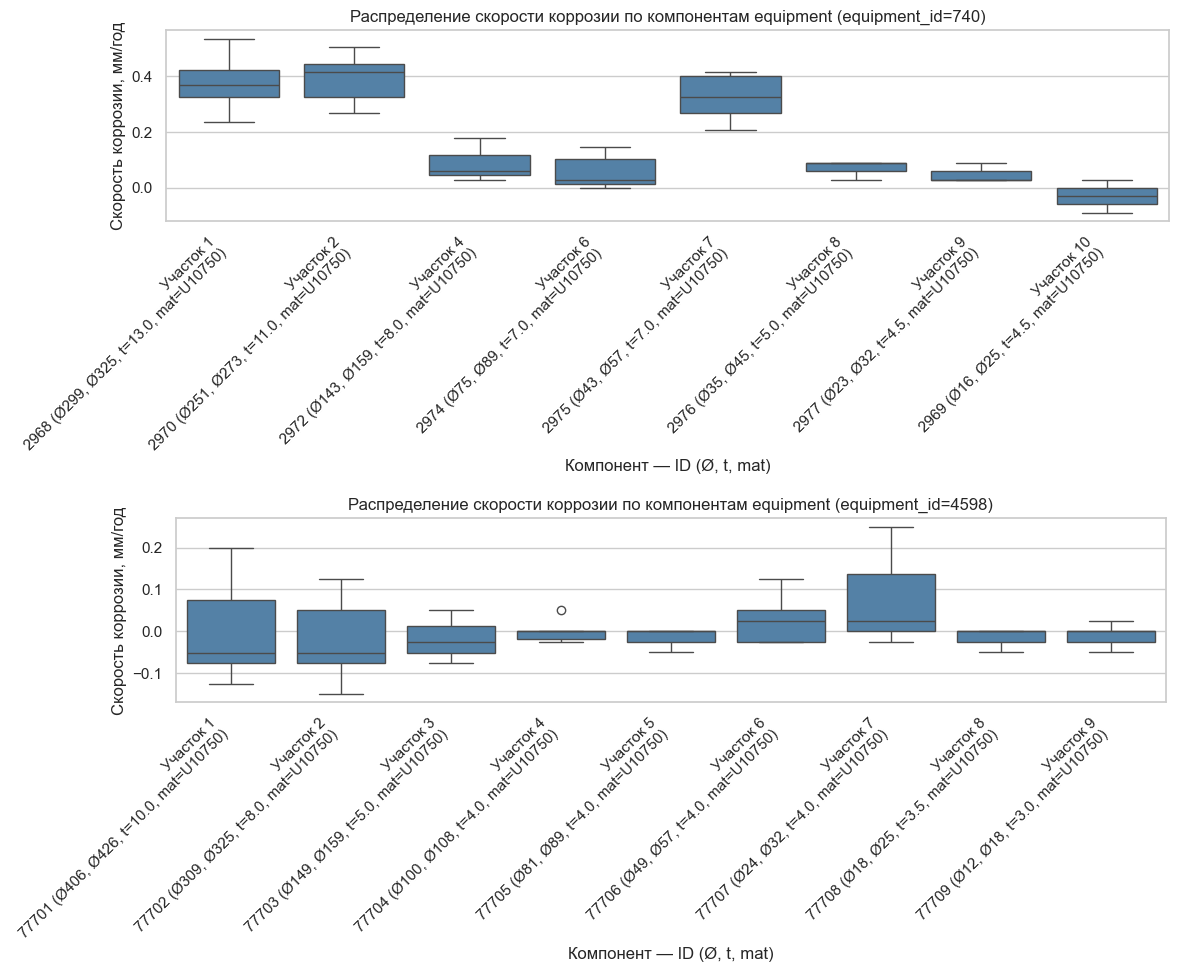 Распределение скорости коррозии по компонентам equipment (equipment_id=740)
Скорость коррозии, мм/год
0.4
0.2
0.0
Участок 1
2968 (Ø299, Ø325, t=13.0, mat=U10750)
Участок 2
2970 (Ø251, Ø273, t=11.0, mat=U10750)
Участок 4
2972 (Ø143, Ø159, t=8.0, mat=U10750)
Участок 6
2974 (Ø75, Ø89, t=7.0, mat=U10750)
Участок 7
2975 (Ø43, Ø57, t=7.0, mat=U10750)
Участок 8
2976 (Ø35, Ø45, t=5.0, mat=U10750)
Участок 9
2977 (Ø23, Ø32, t=4.5, mat=U10750)
Участок 10
2969 (Ø16, Ø25, t=4.5, mat=U10750)
Компонент — ID (Ø, t, mat)
Распределение скорости коррозии по компонентам equipment (equipment_id=4598)
Скорость коррозии, мм/год
0.2
0.1
0.0
−0.1
Участок 1
77701 (Ø406, Ø426, t=10.0, mat=U10750)
Участок 2
77702 (Ø309, Ø325, t=8.0, mat=U10750)
Участок 3
77703 (Ø149, Ø159, t=5.0, mat=U10750)
Участок 4
77704 (Ø100, Ø108, t=4.0, mat=U10750)
Участок 5
77705 (Ø81, Ø89, t=4.0, mat=U10750)
Участок 6
77706 (Ø49, Ø57, t=4.0, mat=U10750)
Участок 7
77707 (Ø24, Ø32, t=4.0, mat=U10750)
Участок 8
77708 (Ø18, Ø25, t=3.5, mat=U10750)
Участок 9
77709 (Ø12, Ø18, t=3.0, mat=U10750)
Компонент — ID (Ø, t, mat)